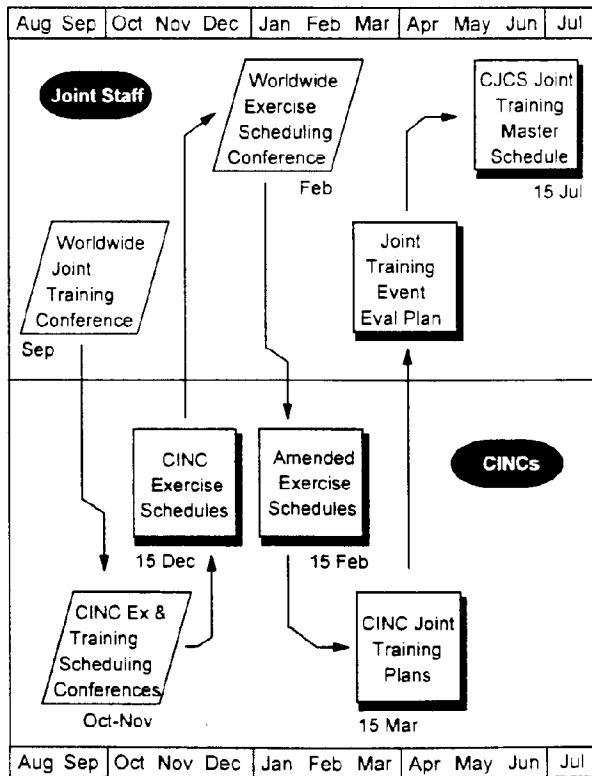 Aug Sep Oct Nov Dec Jan Feb Mar Apr May Jun Jul
Joint Staff
Worldwide
Exercise
Scheduling
Conference
Feb
CJCS Joint
Training
Master
Schedule
15 Jul
Worldwide
Joint
Training
Conference
Sep
Joint
Training
Event
Eval Plan
CINCs
CINC
Exercise
Schedules
15 Dec
Amended
Exercise
Schedules
15 Feb
CINC Ex &
Training
Scheduling
Conferences
Oct-Nov
CINC Joint
Training
Plans
15 Mar
Aug Sep Oct Nov Dec Jan Feb Mar Apr May Jun Jul